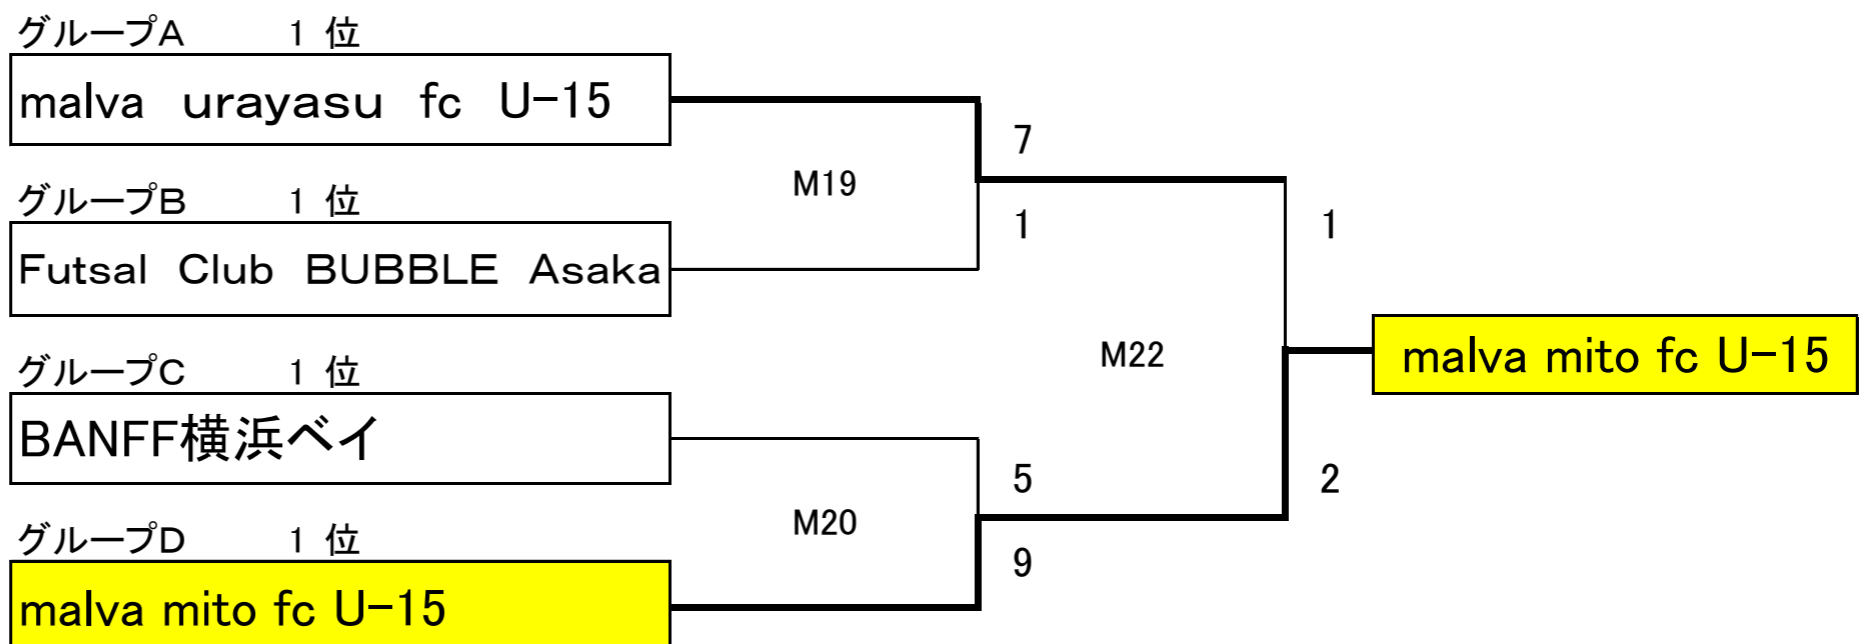 グループA 1 位
malva urayasu fc U-15
7
M19
グループB 1 位
1
1
Futsal Club BUBBLE Asaka
M22
malva mito fc U-15
グループC 1 位
BANFF横浜ベイ
5
2
M20
グループD 1 位
9
malva mito fc U-15